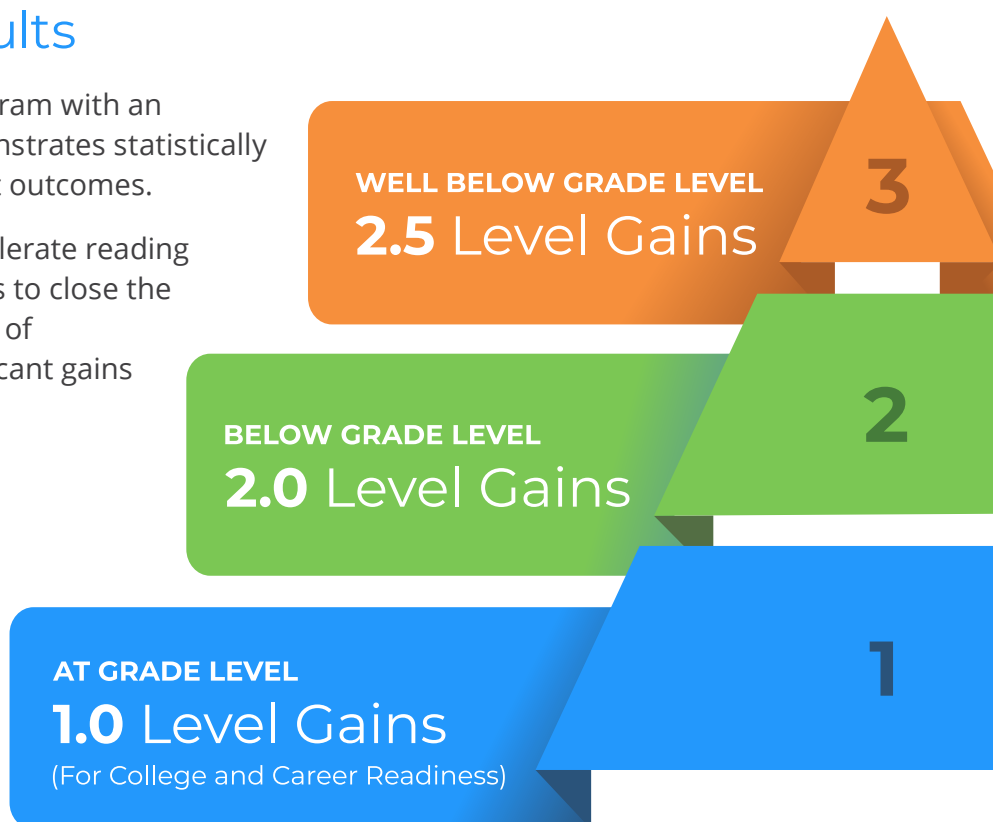 ults
ram with an
nstrates statistically
t outcomes.
lerate reading
s to close the
of
cant gains
WELL BELOW GRADE LEVEL
2.5 Level Gains
3
BELOW GRADE LEVEL
2.0 Level Gains
2
AT GRADE LEVEL
1.0 Level Gains
(For College and Career Readiness)
1